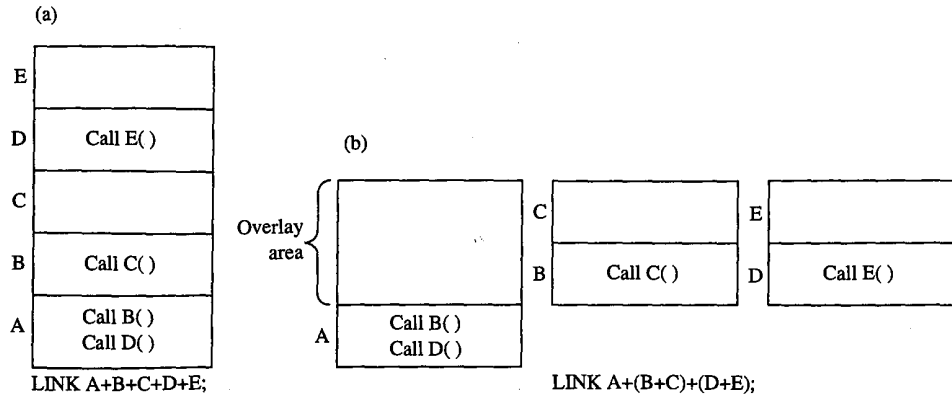 (a)
E
D
Call E( )
C
B
Call C( )
A
Call B( )
Call D( )
LINK A+B+C+D+E;
(b)
Overlay
area
A
Call B( )
Call D( )
C
B
Call C( )
E
D
Call E( )
LINK A+(B+C)+(D+E);